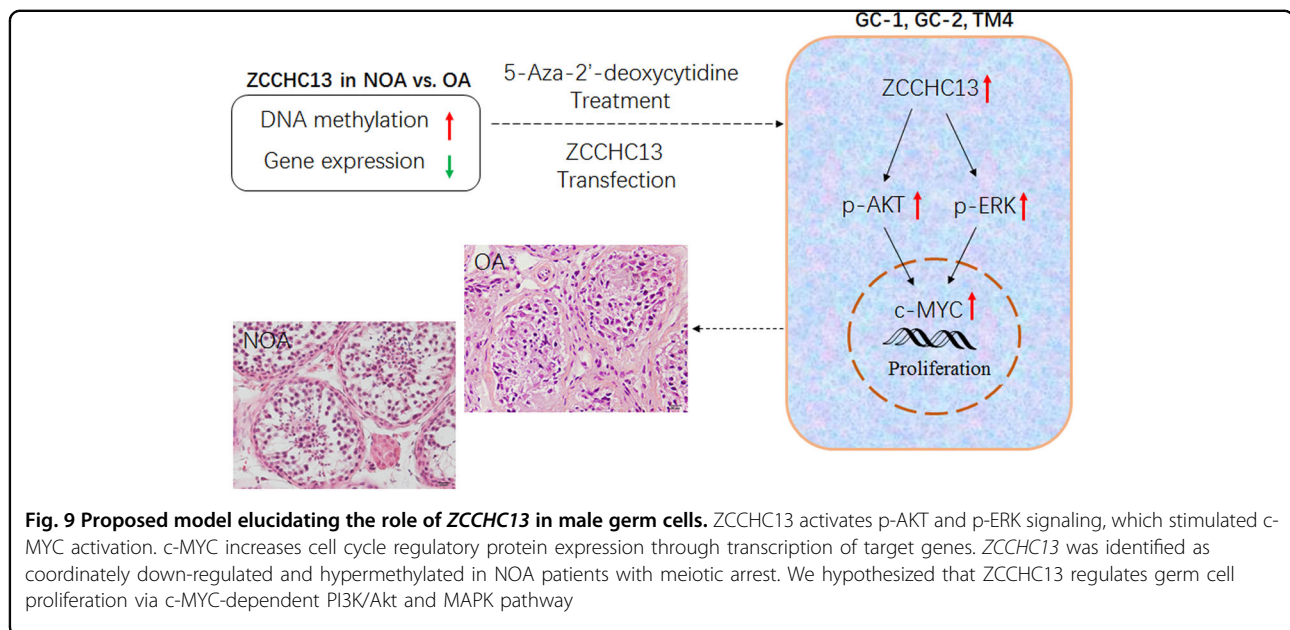 GC-1, GC-2, TM4
ZCCHC13 in NOA vs. OA
DNA methylation
Gene expression
5-Aza-2'-deoxycytidine
Treatment
ZCCHC13
Transfection
ZCCHC13
p-AKT
p-ERK
c-MYC
Proliferation
OA
NOA
Fig. 9 Proposed model elucidating the role of ZCCHC13 in male germ cells. ZCCHC13 activates p-AKT and p-ERK signaling, which stimulated c-
MYC activation. c-MYC increases cell cycle regulatory protein expression through transcription of target genes. ZCCHC13 was identified as
coordinately down-regulated and hypermethylated in NOA patients with meiotic arrest. We hypothesized that ZCCHC13 regulates germ cell
proliferation via c-MYC-dependent PI3K/Akt and MAPK pathway